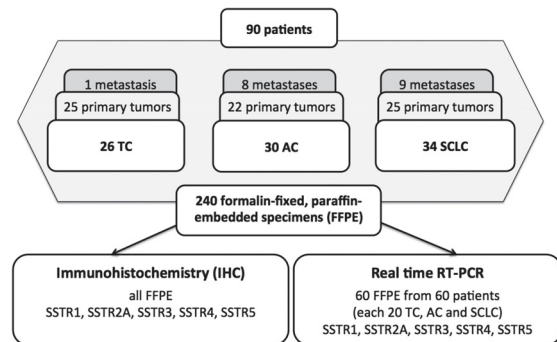 90 patients
1 metastasis
8 metastases
9 metastases
25 primary tumors
22 primary tumors
25 primary tumors
26 TC
30 AC
34 SCLC
240 formalin-fixed, paraffin-
embedded specimens (FFPE)
Immunohistochemistry (IHC)
all FFPE
SSTR1, SSTR2A, SSTR3, SSTR4, SSTR5
Real time RT-PCR
60 FFPE from 60 patients
(each 20 TC, AC and SCLC)
SSTR1, SSTR2A, SSTR3, SSTR4, SSTR5